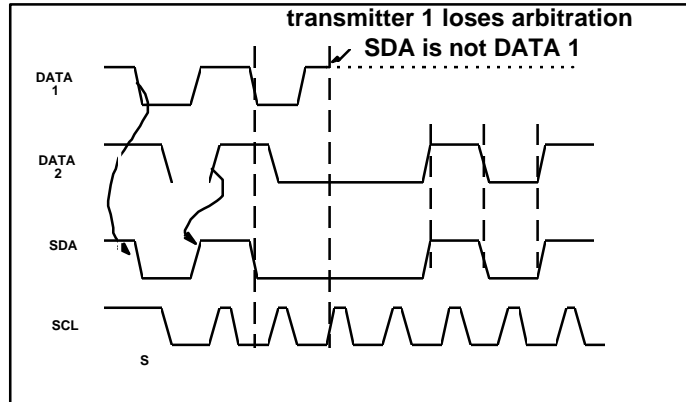 transmitter 1 loses arbitration
SDA is not DATA 1
DATA
1
DATA
2
SDA
SCL
S